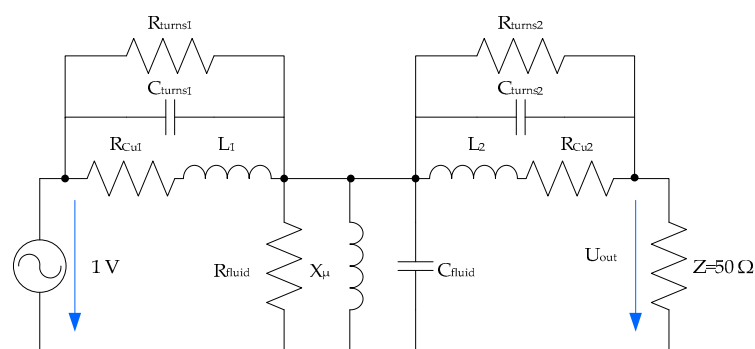 Rturns1
Rturns2
Cturns1
Cturns2
RCu1
L1
L2
RCu2
1 V
Rfluid
Xμ
Cfluid
Uout
Z=50 Ω